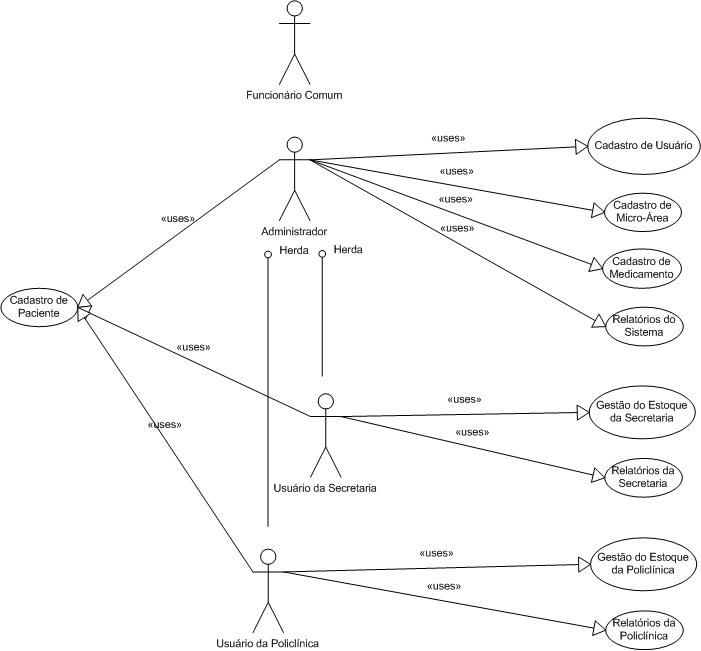 Funcionário Comum
«uses»
Cadastro de Usuário
«uses»
Cadastro de
Micro-Área
«uses»
«uses»
Administrador
«uses»
Herda
Herda
Cadastro de
Medicamento
Cadastro de
Paciente
Relatórios do
Sistema
«uses»
«uses»
Gestão do Estoque
da Secretaria
«uses»
«uses»
Relatórios da
Secretaria
Usuário da Secretaria
«uses»
Gestão do Estoque
da Policlínica
«uses»
Relatórios da
Policlínica
Usuário da Policlínica